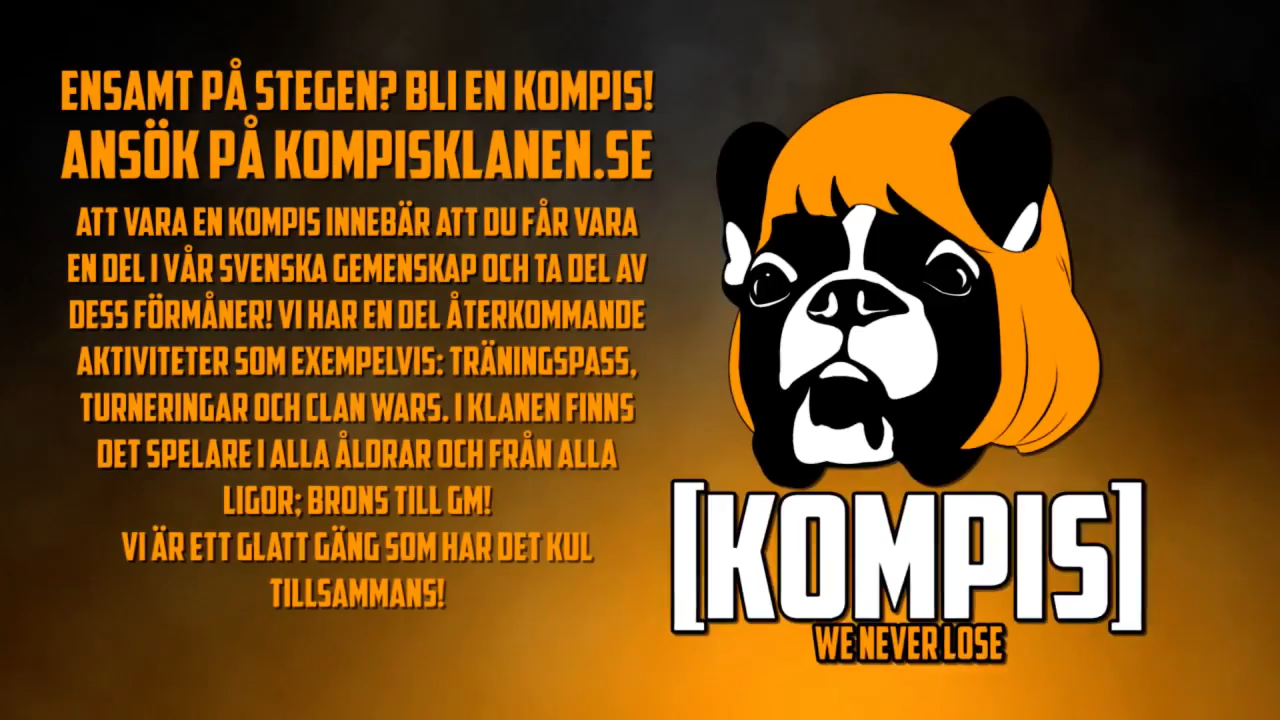 ENSAMT PÅ STEGEN? BLI EN KOMPIS!
ANSÖK PÅ KOMPISKLANEN.SE
ATT VARA EN KOMPIS INNEBÄR ATT DU FÅR VARA
EN DEL I VÅR SVENSKA GEMENSKAP OCH TA DEL AV
DESS FÖRMÅNER! VI HAR EN DEL ÅTERKOMMANDE
AKTIVITETER SOM EXEMPELVIS: TRÄNINGSPASS,
TURNERINGAR OCH CLAN WARS. I KLANEN FINNS
DET SPELARE I ALLA ÅLDRAR OCH FRÅN ALLA
LIGOR; BRONS TILL GM!
VI ÄR ETT GLATT GÄNG SOM HAR DET KUL
TILLSAMMANS!
[KOMPIS]
WE NEVER LOSE